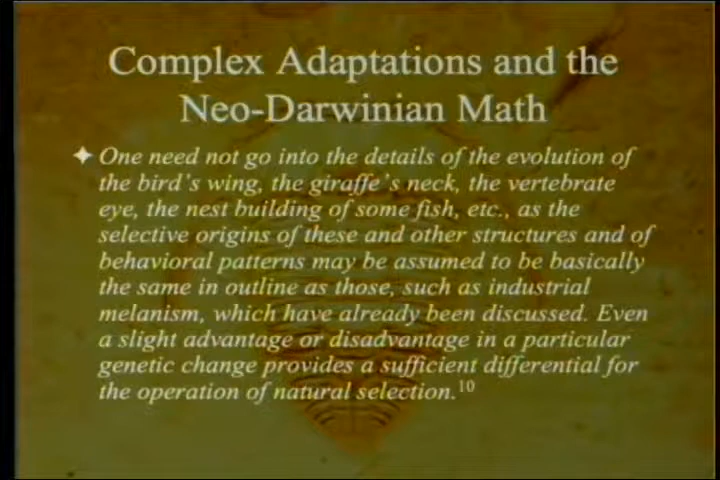 Complex Adaptations and the
Neo-Darwinian Math
One need not go into the details of the evolution of
the bird's wing, the giraffe's neck, the vertebrate
eye, the nest building of some fish, etc., as the
selective origins of these and other structures and of
behavioral patterns may be assumed to be basically
the same in outline as those, such as industrial
melanism, which have already been discussed. Even
a slight advantage or disadvantage in a particular
genetic change provides a sufficient differential for
the operation of natural selection.10